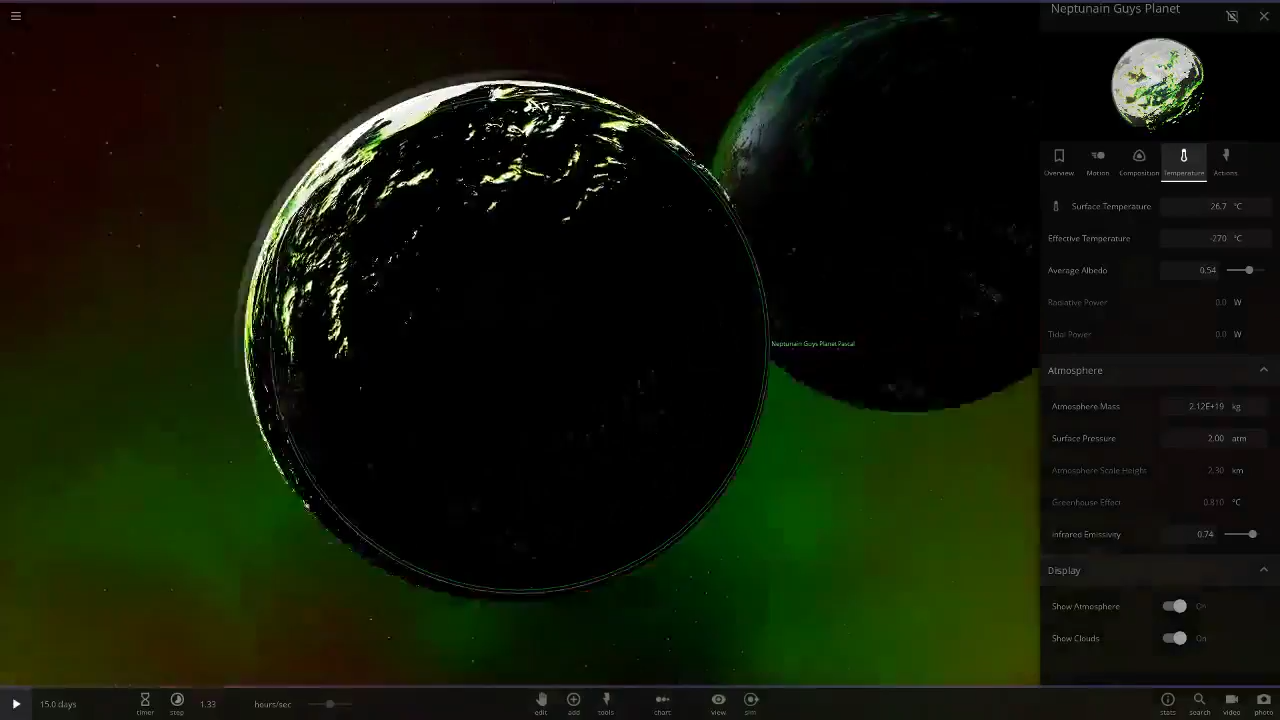 Neptunain Guys Planet
Overview Motion Composition Temperature Actions
Surface Temperature 26.7 °C
Effective Temperature -270 °C
Average Albedo 0.54
Radiative Power 0.0 W
Tidal Power 0.0 W
Neptunain Guys Planet Pascal
Atmosphere
Atmosphere Mass 2.12E+19 kg
Surface Pressure 2.00 atm
Atmosphere Scale Height 2.30 km
Greenhouse Effect 0.810 °C
Infrared Emissivity 0.74
Display
Show Atmosphere On
Show Clouds On
15.0 days timer step 1.33 hours/sec edit add tools chart view sim stats search video photo